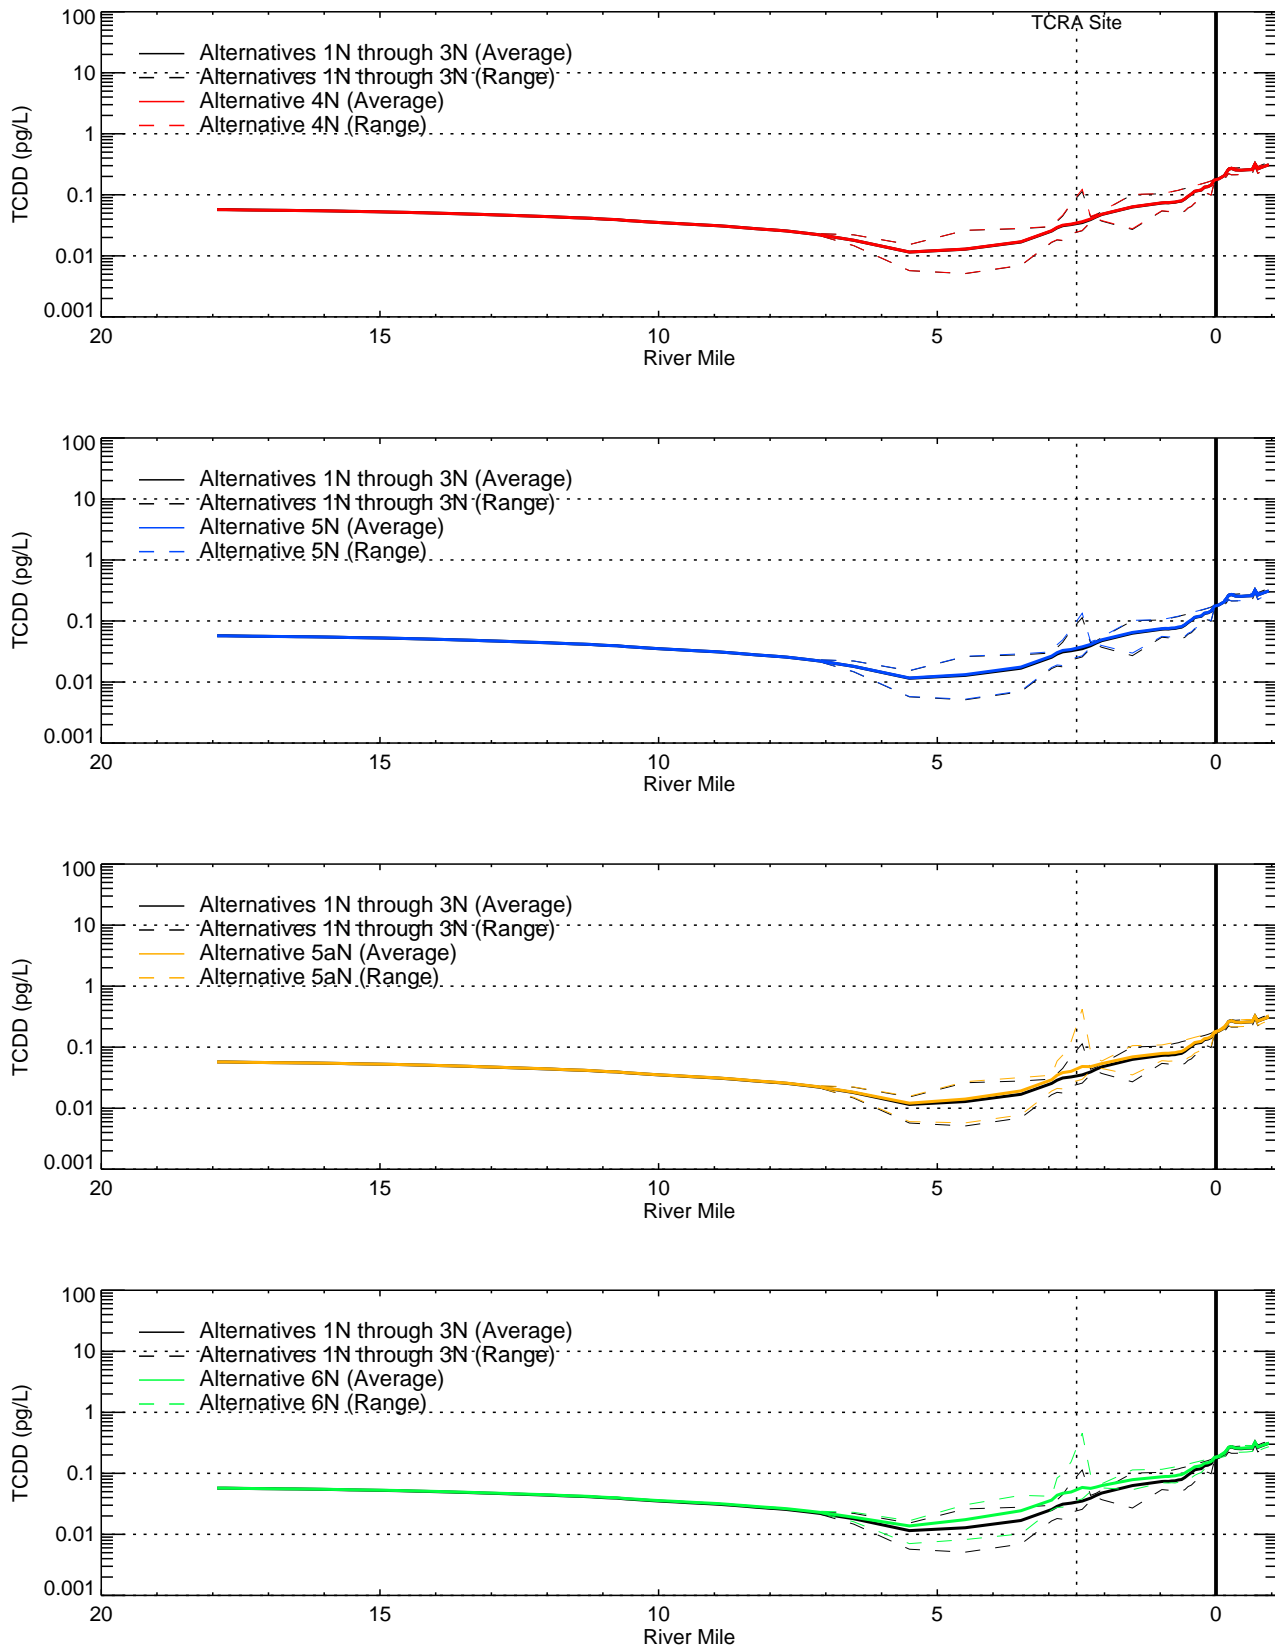 TCRA Site
100
10
1
0.1
0.01
0.001
TCDD (pg/L)
Alternatives 1N through 3N (Average)
Alternatives 1N through 3N (Range)
Alternative 4N (Average)
Alternative 4N (Range)
20 15 10 5 0
River Mile
100
10
1
0.1
0.01
0.001
TCDD (pg/L)
Alternatives 1N through 3N (Average)
Alternatives 1N through 3N (Range)
Alternative 5N (Average)
Alternative 5N (Range)
20 15 10 5 0
River Mile
100
10
1
0.1
0.01
0.001
TCDD (pg/L)
Alternatives 1N through 3N (Average)
Alternatives 1N through 3N (Range)
Alternative 5aN (Average)
Alternative 5aN (Range)
20 15 10 5 0
River Mile
100
10
1
0.1
0.01
0.001
TCDD (pg/L)
Alternatives 1N through 3N (Average)
Alternatives 1N through 3N (Range)
Alternative 6N (Average)
Alternative 6N (Range)
20 15 10 5 0
River Mile